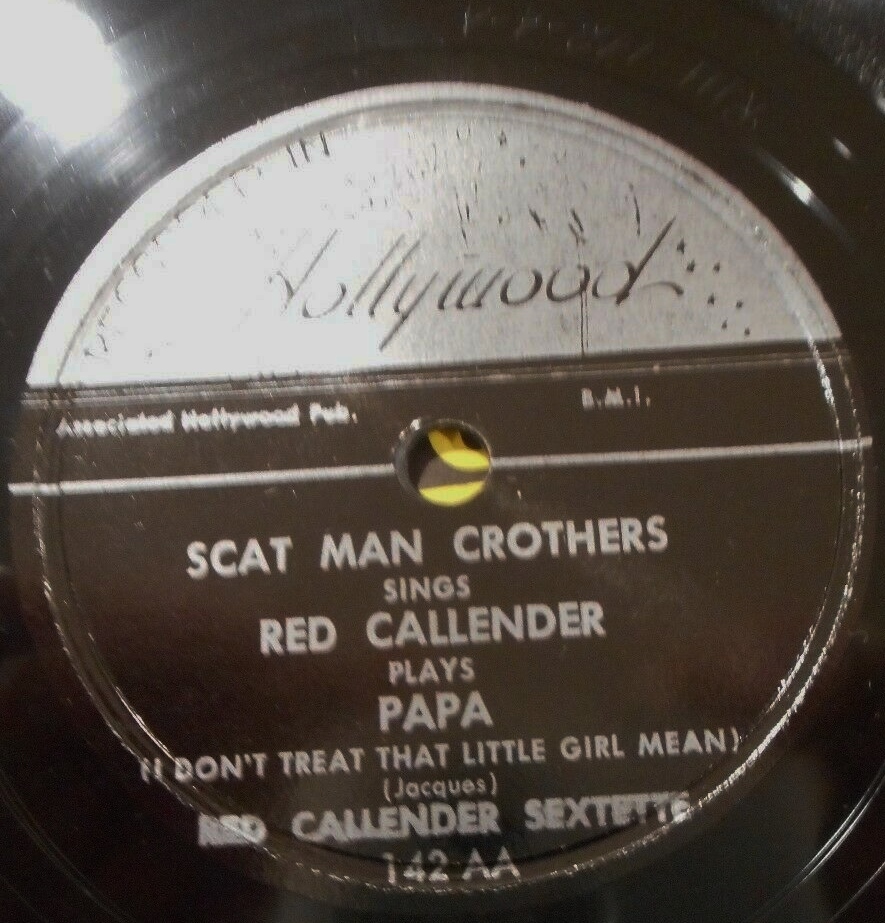 Hollywood
Associated Hollywood Pub. B.M.I.
SCAT MAN CROTHERS
SINGS
RED CALLENDER
PLAYS
PAPA
(I DON'T TREAT THAT LITTLE GIRL MEAN)
(Jacques)
RED CALLENDER SEXTETTE
142-AA